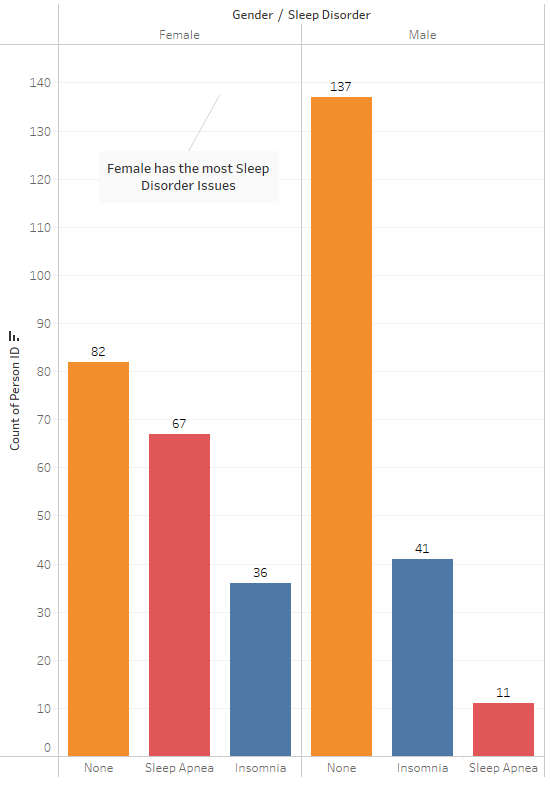 Gender / Sleep Disorder
Female
Male
140
130
120
110
100
90
80
70
60
50
40
30
20
10
0
Count of Person ID
Female has the most Sleep
Disorder Issues
82
67
36
137
41
11
None
Sleep Apnea
Insomnia
None
Insomnia
Sleep Apnea